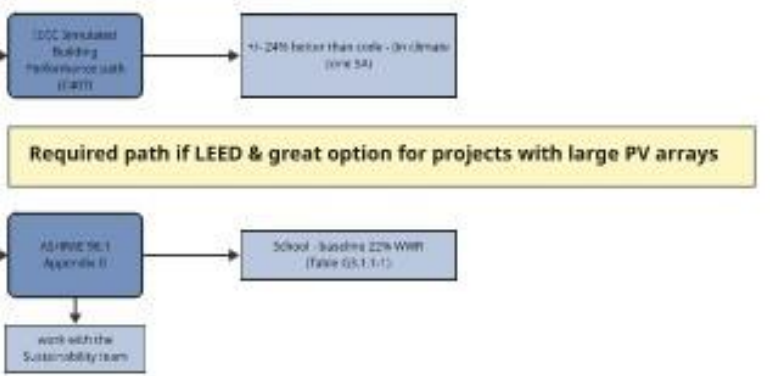 IECC Simulated
Building
Performance path
(C407)
+/- 24% better than code - (in climate
zone 5A)
Required path if LEED & great option for projects with large PV arrays
ASHRAE 90.1
Appendix G
School - baseline 22% WWR
(Table G3.1.1-1)
work with the
Sustainability team